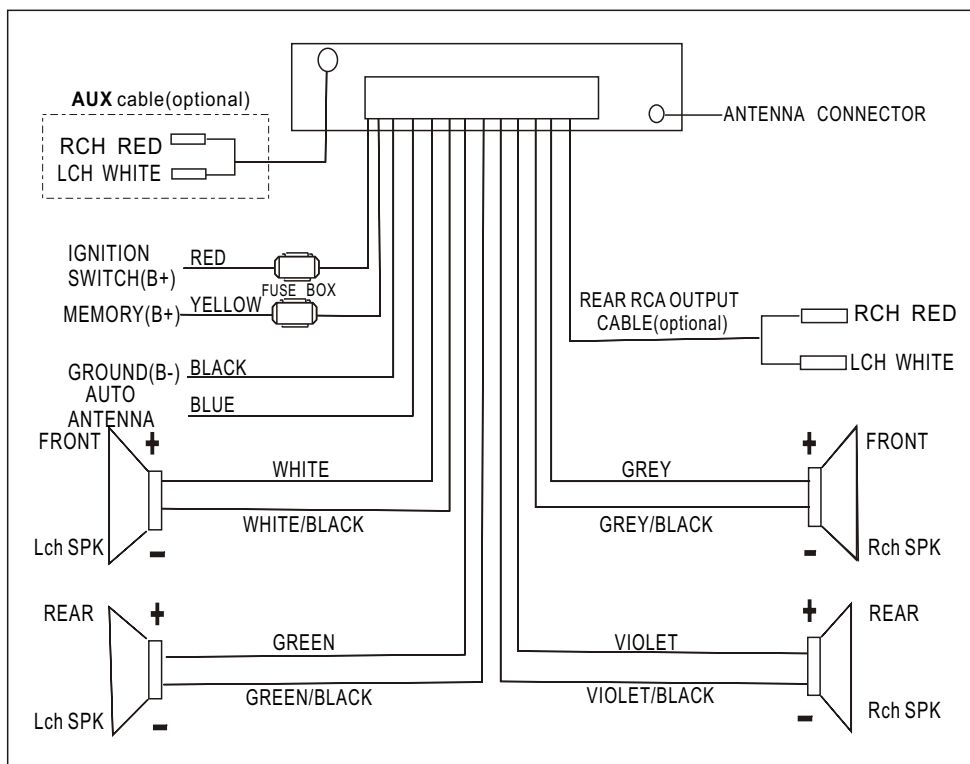 AUX cable(optional)
RCH RED
LCH WHITE
ANTENNA CONNECTOR
IGNITION
SWITCH(B+)
RED
FUSE BOX
MEMORY(B+)
YELLOW
GROUND(B-)
BLACK
AUTO
ANTENNA
BLUE
REAR RCA OUTPUT
CABLE(optional)
RCH RED
LCH WHITE
FRONT
+
WHITE
WHITE/BLACK
-
Lch SPK
GREY
GREY/BLACK
+
FRONT
-
Rch SPK
REAR
+
GREEN
GREEN/BLACK
-
Lch SPK
VIOLET
VIOLET/BLACK
+
REAR
-
Rch SPK